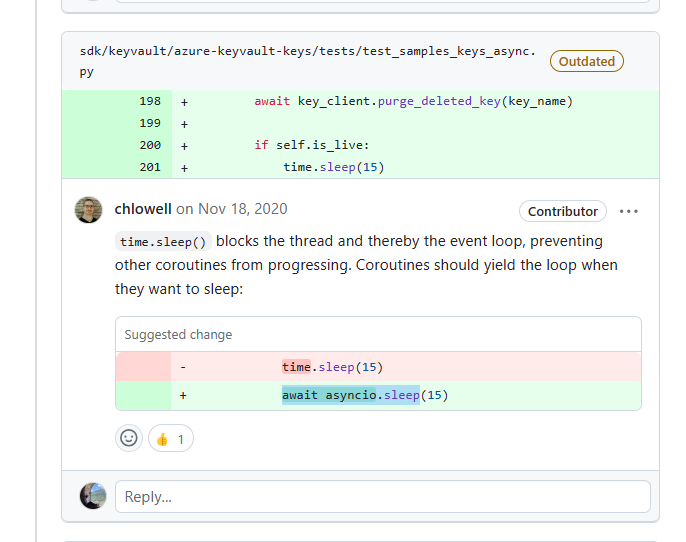 sdk/keyvault/azure-keyvault-keys/tests/test_samples_keys_async.
py
Outdated
198 + await key_client.purge_deleted_key(key_name)
199 +
200 + if self.is_live:
201 + time.sleep(15)
chlowell on Nov 18, 2020
Contributor
time.sleep() blocks the thread and thereby the event loop, preventing
other coroutines from progressing. Coroutines should yield the loop when
they want to sleep:
Suggested change
- time.sleep(15)
+ await asyncio.sleep(15)
👍 1
Reply...